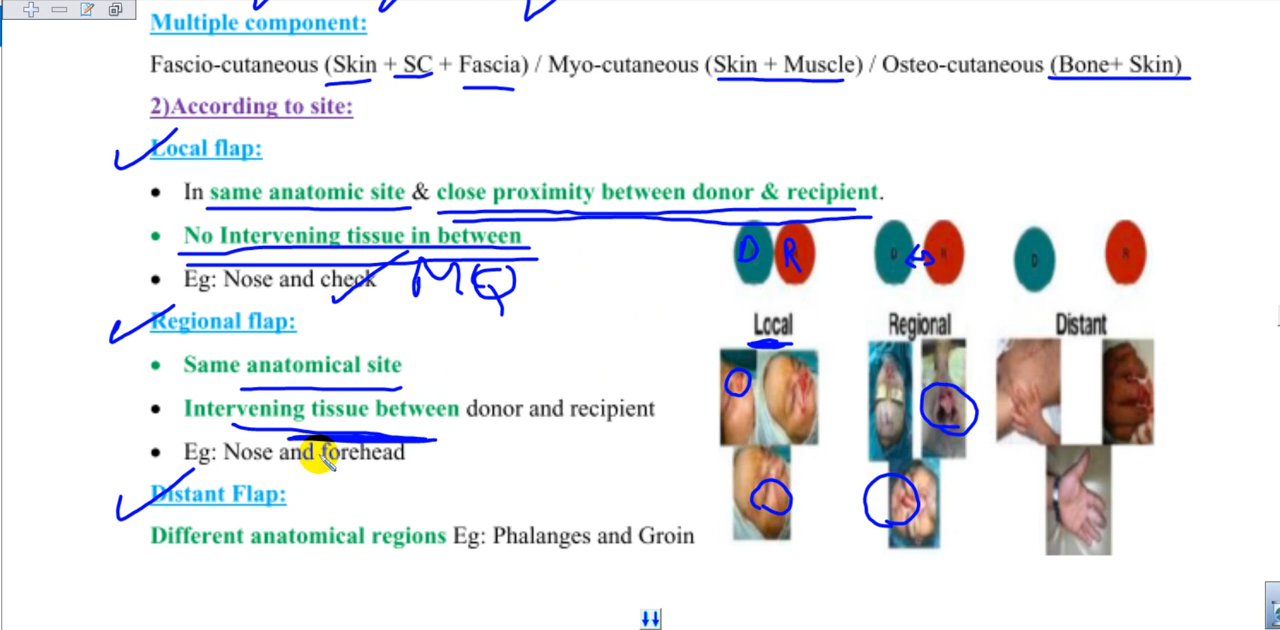 Multiple component:
Fascio-cutaneous (Skin + SC + Fascia) / Myo-cutaneous (Skin + Muscle) / Osteo-cutaneous (Bone+ Skin)
2)According to site:
Local flap:
• In same anatomic site & close proximity between donor & recipient.
• No Intervening tissue in between
• Eg: Nose and check
MQ
Regional flap:
• Same anatomical site
• Intervening tissue between donor and recipient
• Eg: Nose and forehead
Distant Flap:
Different anatomical regions Eg: Phalanges and Groin
D R D R D R
Local Regional Distant